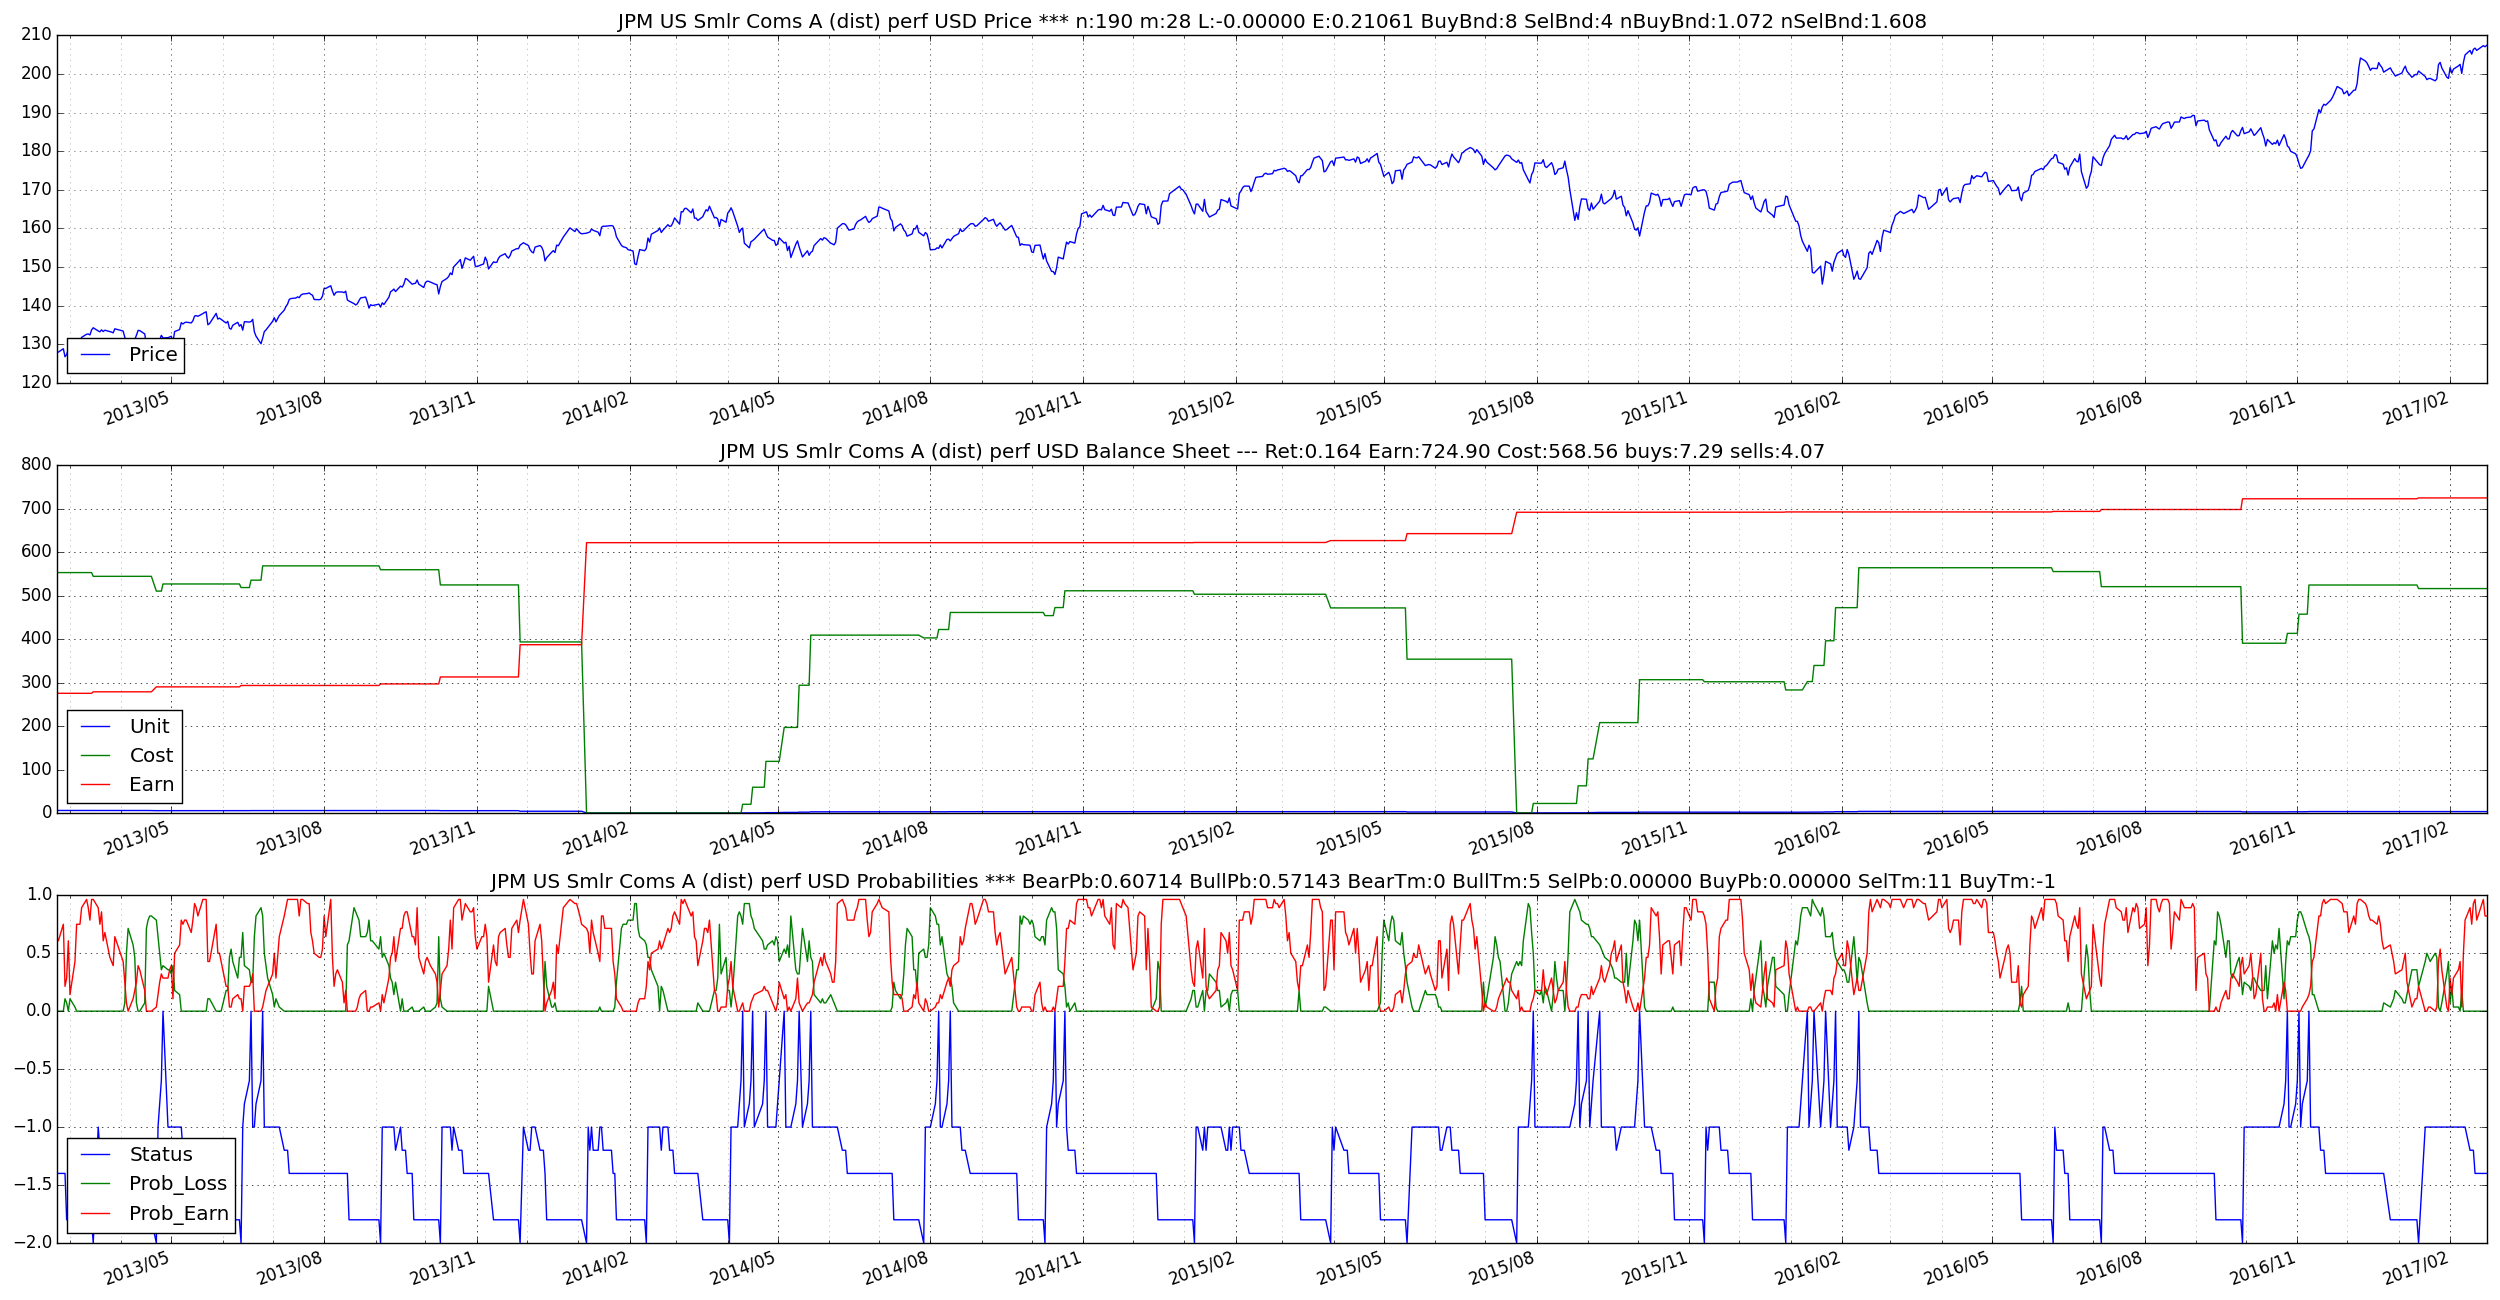 JPM US Smlr Coms A (dist) perf USD Price *** n:190 m:28 L:-0.00000 E:0.21061 BuyBnd:8 SelBnd:4 nBuyBnd:1.072 nSelBnd:1.608
210
200
190
180
170
160
150
140
130
120
Price
2013/05 2013/08 2013/11 2014/02 2014/05 2014/08 2014/11 2015/02 2015/05 2015/08 2015/11 2016/02 2016/05 2016/08 2016/11 2017/02
JPM US Smlr Coms A (dist) perf USD Balance Sheet --- Ret:0.164 Earn:724.90 Cost:568.56 buys:7.29 sells:4.07
800
700
600
500
400
300
200
100
0
Unit
Cost
Earn
2013/05 2013/08 2013/11 2014/02 2014/05 2014/08 2014/11 2015/02 2015/05 2015/08 2015/11 2016/02 2016/05 2016/08 2016/11 2017/02
JPM US Smlr Coms A (dist) perf USD Probabilities *** BearPb:0.60714 BullPb:0.57143 BearTm:0 BullTm:5 SelPb:0.00000 BuyPb:0.00000 SelTm:11 BuyTm:-1
1.0
0.5
0.0
−0.5
−1.0
−1.5
−2.0
Status
Prob_Loss
Prob_Earn
2013/05 2013/08 2013/11 2014/02 2014/05 2014/08 2014/11 2015/02 2015/05 2015/08 2015/11 2016/02 2016/05 2016/08 2016/11 2017/02